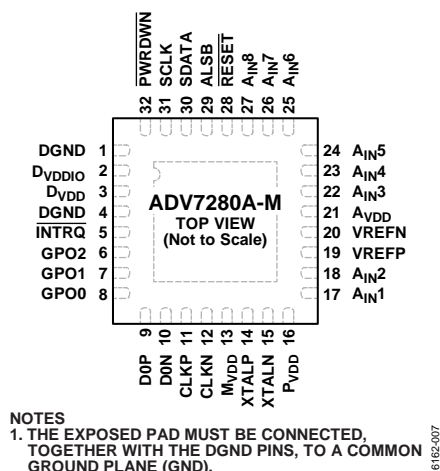 32 PWRDWN
31 SCLK
30 SDATA
29 ALSB
28 RESET
27 AIN8
26 AIN7
25 AIN6
DGND 1
DVDDIO 2
DVDD 3
DGND 4
INTRQ 5
GPO2 6
GPO1 7
GPO0 8
ADV7280A-M
TOP VIEW
(Not to Scale)
24 AIN5
23 AIN4
22 AIN3
21 AVDD
20 VREFN
19 VREFP
18 AIN2
17 AIN1
D0P 9
D0N 10
CLKP 11
CLKN 12
MVDD 13
XTALP 14
XTALN 15
PVDD 16
NOTES
1. THE EXPOSED PAD MUST BE CONNECTED,
TOGETHER WITH THE DGND PINS, TO A COMMON
GROUND PLANE (GND).
6162-007